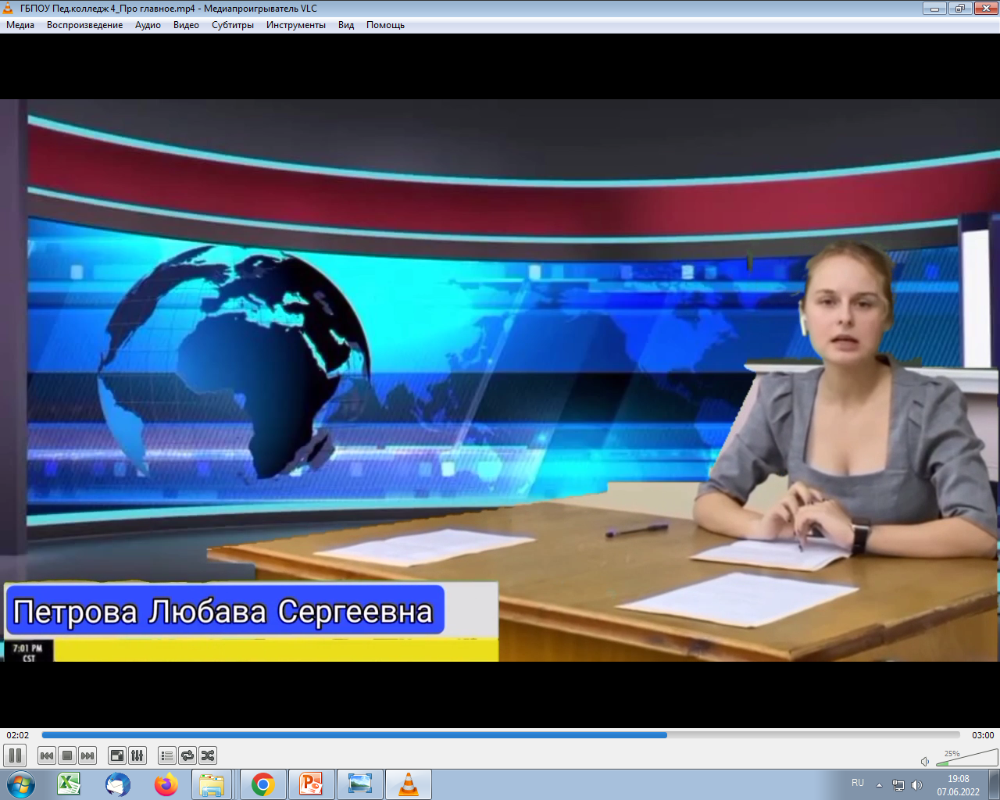 ГБПОУ Пед.колледж 4_Про главное.mp4 - Медиапроигрыватель VLC
Медиа Воспроизведение Аудио Видео Субтитры Инструменты Вид Помощь
Петрова Любава Сергеевна
7:01 PM
CST
02:02 03:00
25%
RU 19:08
07.06.2022